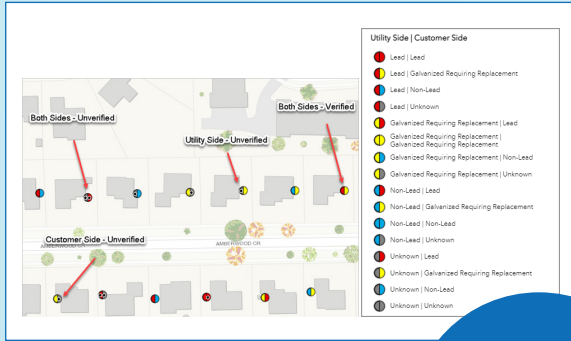 Utility Side | Customer Side
Lead | Lead
Lead | Galvanized Requiring Replacement
Lead | Non-Lead
Lead | Unknown
Galvanized Requiring Replacement | Lead
Galvanized Requiring Replacement |
Galvanized Requiring Replacement
Galvanized Requiring Replacement | Non-Lead
Galvanized Requiring Replacement | Unknown
Non-Lead | Lead
Non-Lead | Galvanized Requiring Replacement
Non-Lead | Non-Lead
Non-Lead | Unknown
Unknown | Lead
Unknown | Galvanized Requiring Replacement
Unknown | Non-Lead
Unknown | Unknown
Both Sides - Verified
Both Sides - Unverified
Utility Side - Unverified
Customer Side - Unverified
AMBERWOOD CR
AMBERWOOD CR